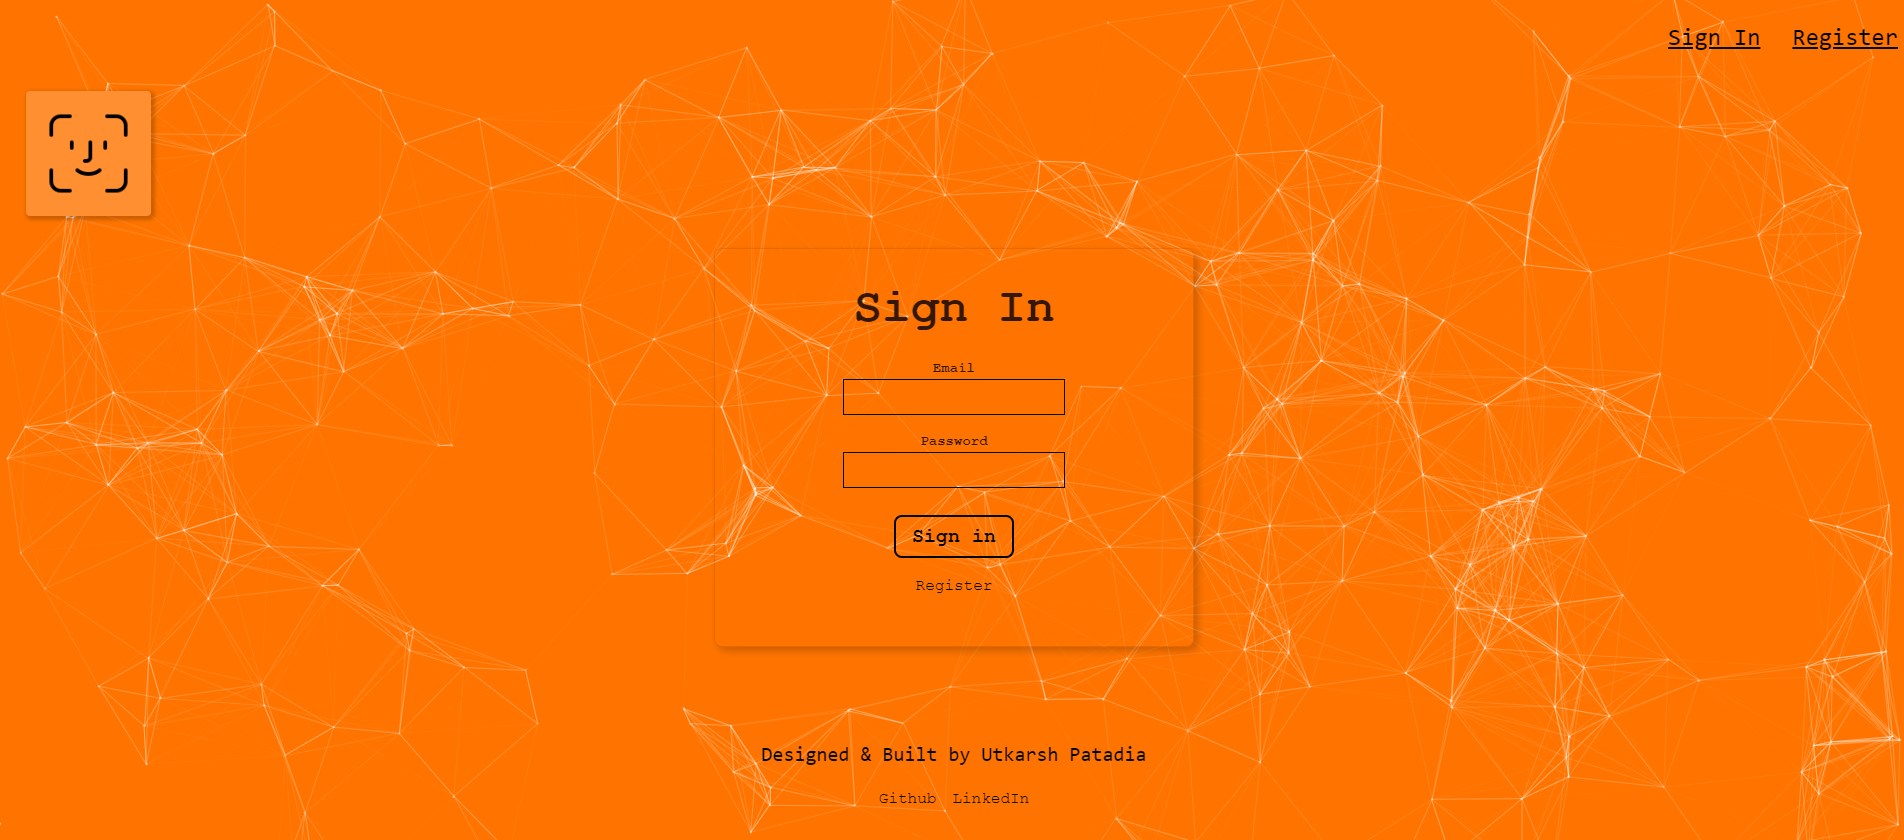 Sign In Register
Sign In
Email
Password
Sign in
Register
Designed & Built by Utkarsh Patadia
Github LinkedIn